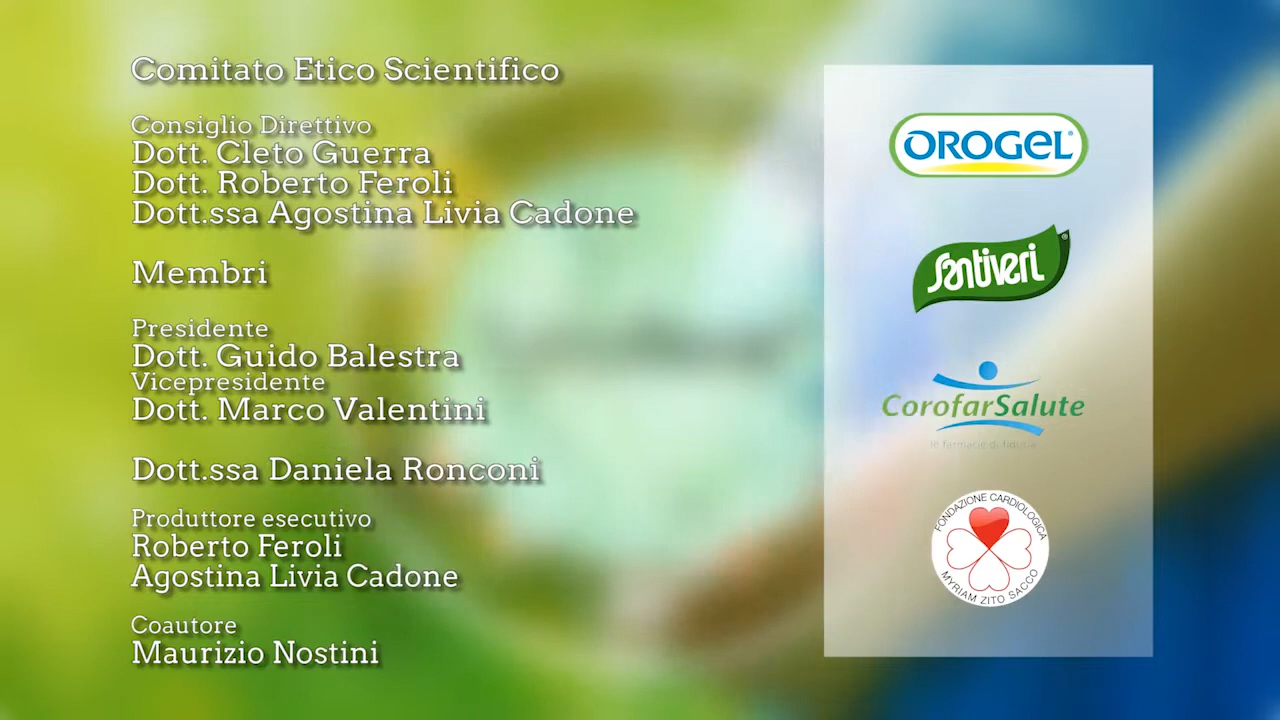 Comitato Etico Scientifico
Consiglio Direttivo
Dott. Cleto Guerra
Dott. Roberto Feroli
Dott.ssa Agostina Livia Cadone
Membri
Presidente
Dott. Guido Balestra
Vicepresidente
Dott. Marco Valentini
Dott.ssa Daniela Ronconi
Produttore esecutivo
Roberto Feroli
Agostina Livia Cadone
Coautore
Maurizio Nostini
OROGEL®
Santiveri®
CorofarSalute
le farmacie di fiducia
FONDAZIONE CARDIOLOGICA
MYRIAM ZITO SACCO